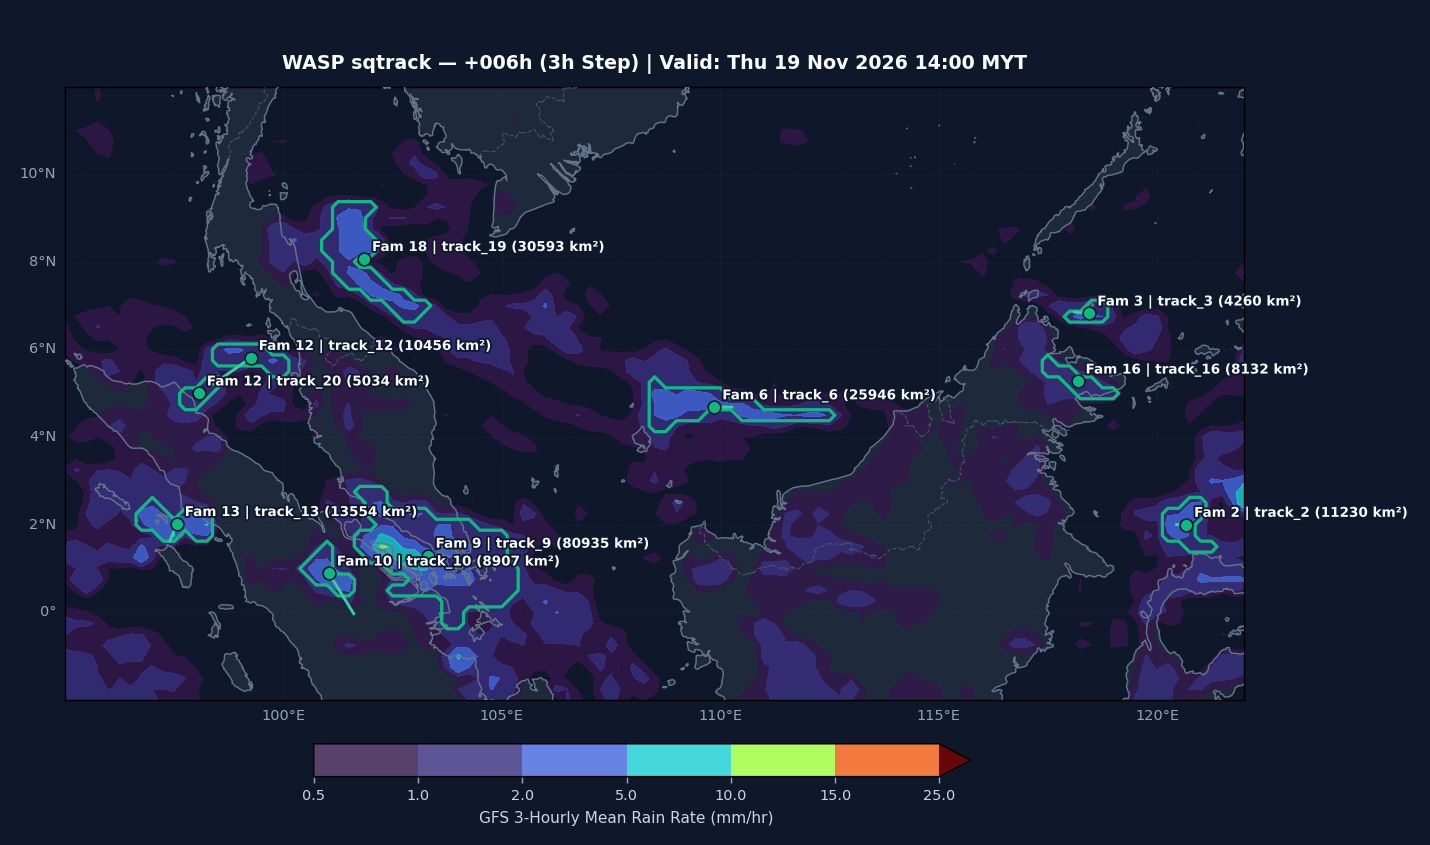 WASP sqtrack — +006h (3h Step) | Valid: Thu 19 Nov 2026 14:00 MYT
10°N
8°N
6°N
4°N
2°N
0°
Fam 18 | track_19 (30593 km²)
Fam 3 | track_3 (4260 km²)
Fam 12 | track_12 (10456 km²)
Fam 16 | track_16 (8132 km²)
Fam 12 | track_20 (5034 km²)
Fam 6 | track_6 (25946 km²)
Fam 13 | track_13 (13554 km²)
Fam 2 | track_2 (11230 km²)
Fam 9 | track_9 (80935 km²)
Fam 10 | track_10 (8907 km²)
100°E 105°E 110°E 115°E 120°E
0.5 1.0 2.0 5.0 10.0 15.0 25.0
GFS 3-Hourly Mean Rain Rate (mm/hr)